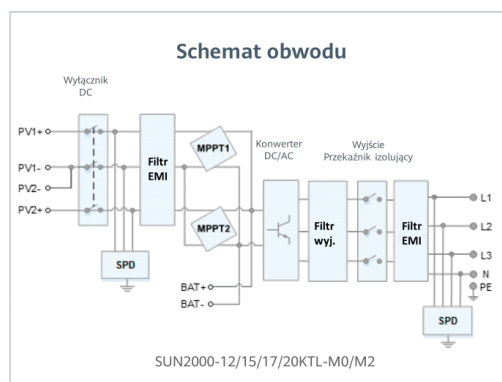 Schemat obwodu
Wyłącznik
DC
PV1+
PV1-
PV2-
PV2+
Filtr
EMI
MPPT1
MPPT2
SPD
BAT+
BAT-
Konwerter
DC/AC
Filtr
wyj.
Wyjście
Przekaźnik izolujący
Filtr
EMI
L1
L2
L3
N
PE
SPD
SUN2000-12/15/17/20KTL-M0/M2